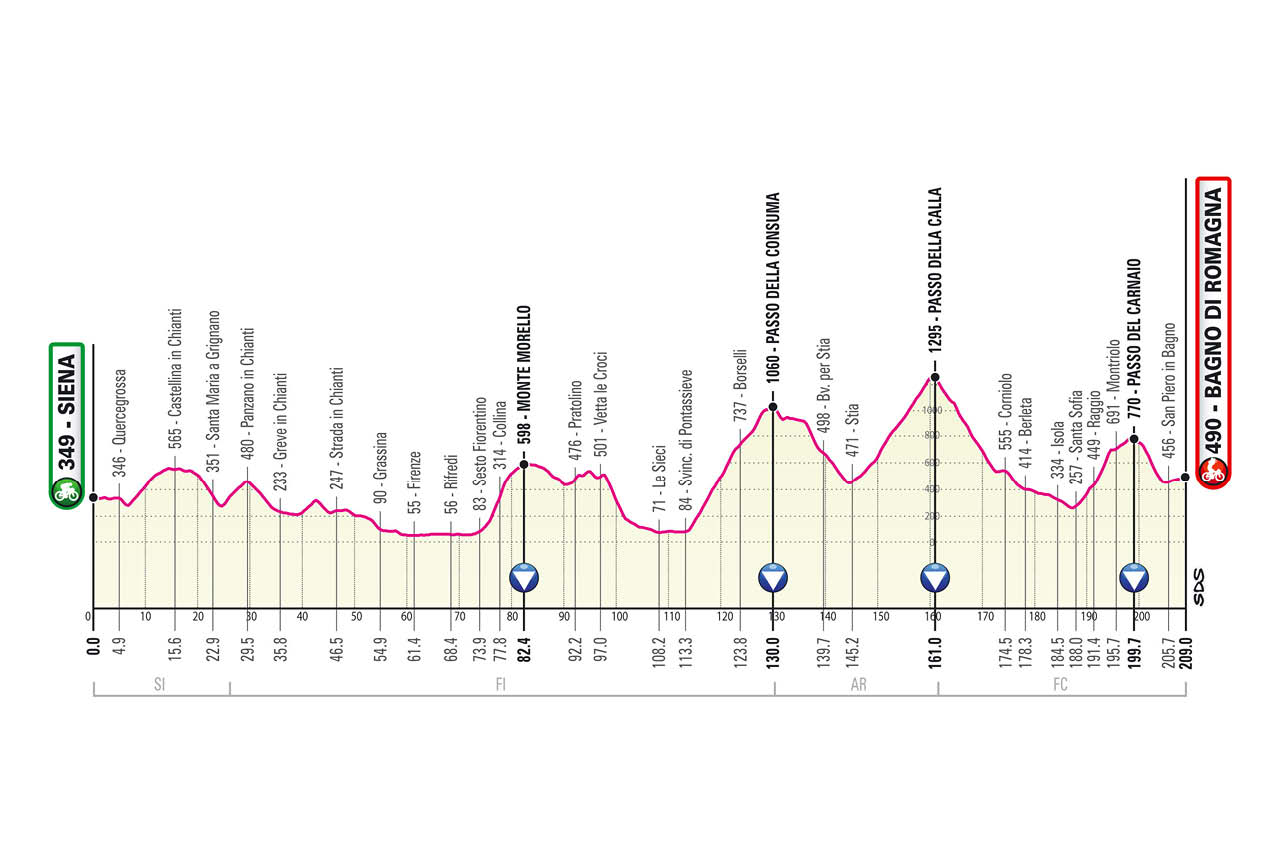 349 - SIENA
346 - Quercegrossa
565 - Castellina in Chianti
351 - Santa Maria a Grignano
480 - Panzano in Chianti
233 - Greve in Chianti
247 - Strada in Chianti
90 - Grassina
55 - Firenze
56 - Rifredi
83 - Sesto Fiorentino
314 - Colina
598 - MONTE MORELLO
476 - Pratolino
501 - Vetta le Croci
71 - Le Sieci
84 - Svinc. di Pontassieve
737 - Borselli
1060 - PASSO DELLA CONSUMA
498 - Bv. per Stia
471 - Stia
1295 - PASSO DELLA CALLA
555 - Corniolo
414 - Berleta
334 - Isola
257 - Santa Sofia
449 - Raggio
691 - Montriolo
770 - PASSO DEL CARNAIO
456 - San Piero in Bagno
490 - BAGNO DI ROMAGNA
1000
800
600
400
200
0
SDS
0 10 20 30 40 50 60 70 80 90 100 110 120 130 140 150 160 170 180 190 200
0.0 4.9 15.6 22.9 29.5 35.8 46.5 54.9 61.4 68.4 73.9 77.8 82.4 92.2 97.0 108.2 113.3 123.8 130.0 139.7 145.2 161.0 174.5 178.3 184.5 188.0 191.4 195.7 199.7 205.7 209.0
SI FI AR FC